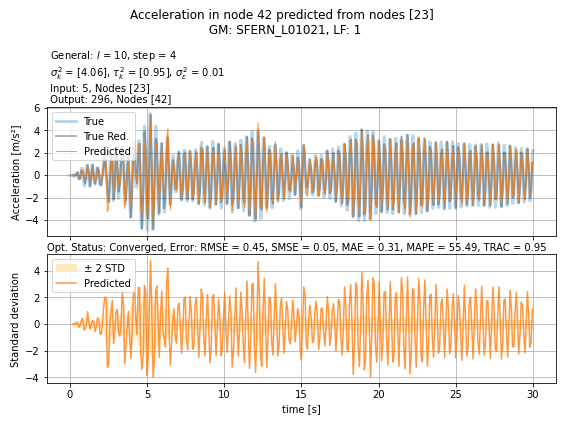 Acceleration in node 42 predicted from nodes [23]
GM: SFERN_L01021, LF: 1
General: l = 10, step = 4
σ²ₖ = [4.06], τ²ₖ = [0.95], σ²ε = 0.01
Input: 5, Nodes [23]
Output: 296, Nodes [42]
Acceleration [m/s²]
6
4
2
0
−2
−4
True
True Red.
Predicted
Opt. Status: Converged, Error: RMSE = 0.45, SMSE = 0.05, MAE = 0.31, MAPE = 55.49, TRAC = 0.95
Standard deviation
4
2
0
−2
−4
± 2 STD
Predicted
0 5 10 15 20 25 30
time [s]